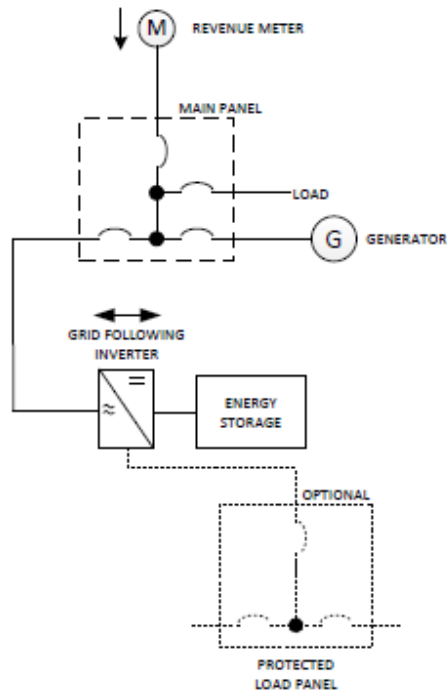 M
REVENUE METER
MAIN PANEL
LOAD
G
GENERATOR
GRID FOLLOWING
INVERTER
ENERGY
STORAGE
OPTIONAL
PROTECTED
LOAD PANEL